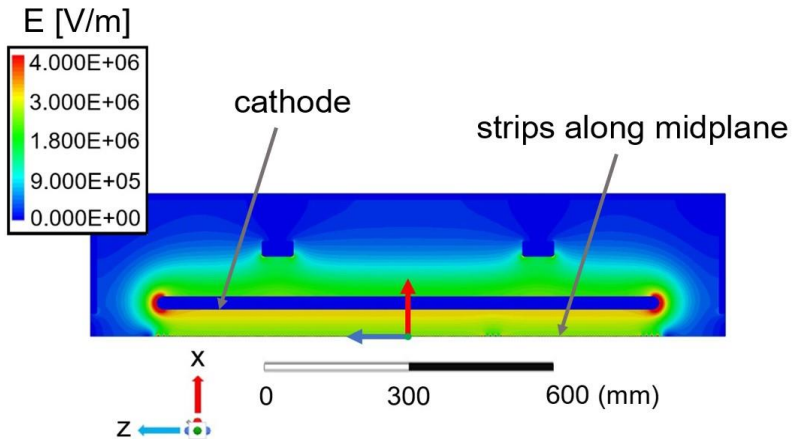 E [V/m]
4.000E+06
3.000E+06
1.800E+06
9.000E+05
0.000E+00
cathode
strips along midplane
x
z
0 300 600 (mm)